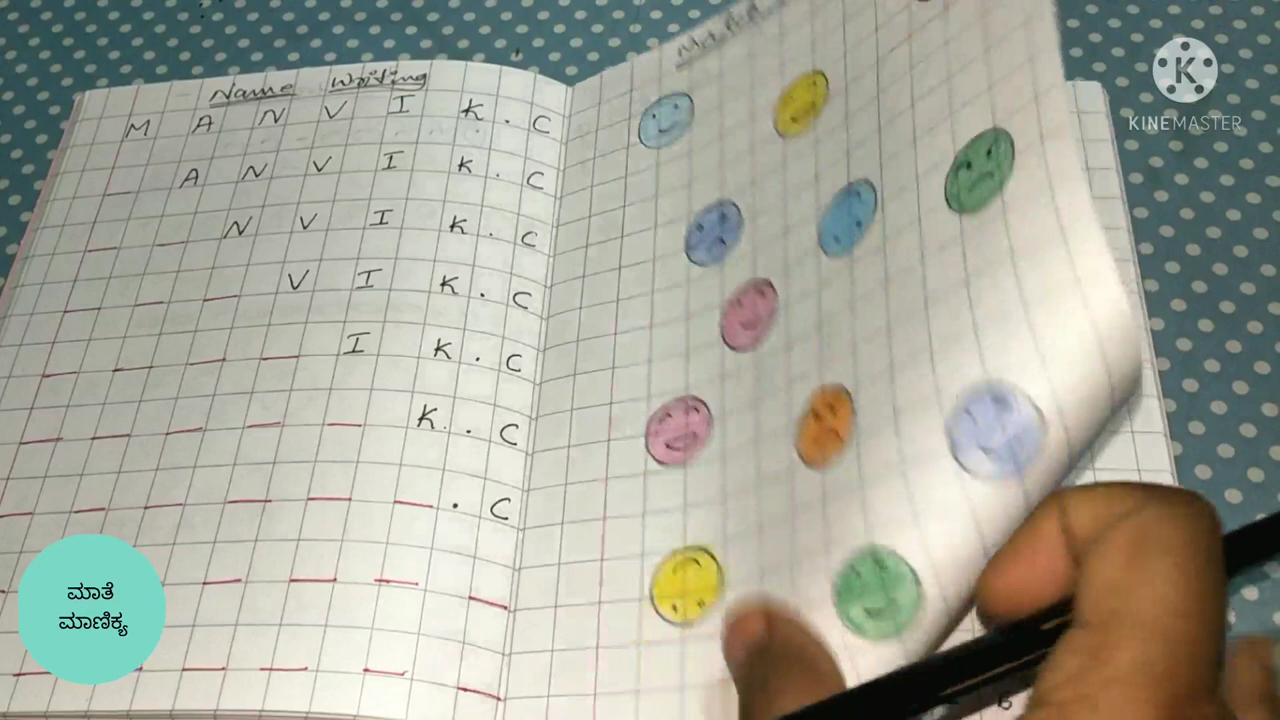 Name Writing
M A N V I K . C
_ A N V I K . C
_ _ N V I K . C
_ _ _ V I K . C
_ _ _ _ I K . C
_ _ _ _ _ K . . C
_ _ _ _ _ _ . C
KINEMASTER
ಮಾತೆ
ಮಾಣಿಕ್ಯ